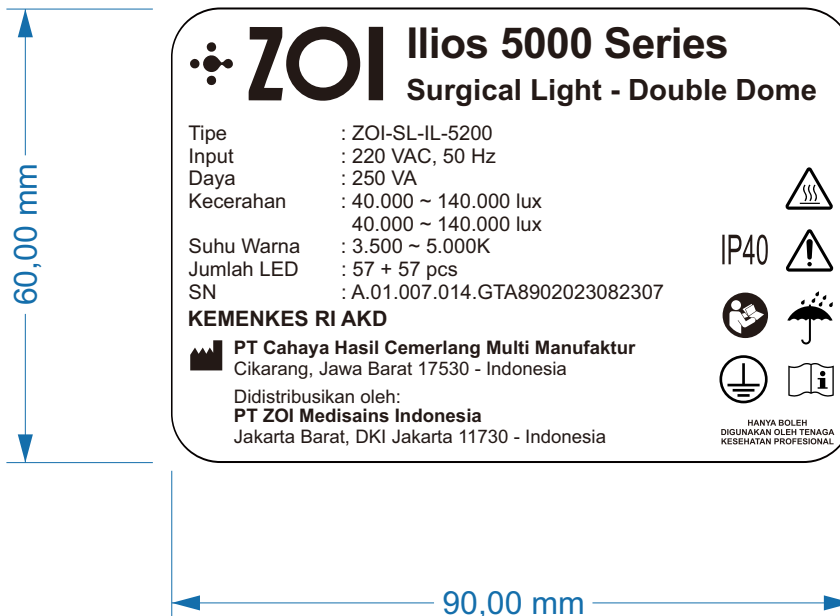 ZOI
Ilios 5000 Series
Surgical Light - Double Dome
Tipe : ZOI-SL-IL-5200
Input : 220 VAC, 50 Hz
Daya : 250 VA
Kecerahan : 40.000 ~ 140.000 lux
40.000 ~ 140.000 lux
Suhu Warna : 3.500 ~ 5.000K
Jumlah LED : 57 + 57 pcs
SN : A.01.007.014.GTA8902023082307
KEMENKES RI AKD
PT Cahaya Hasil Cemerlang Multi Manufaktur
Cikarang, Jawa Barat 17530 - Indonesia
Didistribusikan oleh:
PT ZOI Medisains Indonesia
Jakarta Barat, DKI Jakarta 11730 - Indonesia
IP40
HANYA BOLEH
DIGUNAKAN OLEH TENAGA
KESEHATAN PROFESIONAL
60,00 mm
90,00 mm